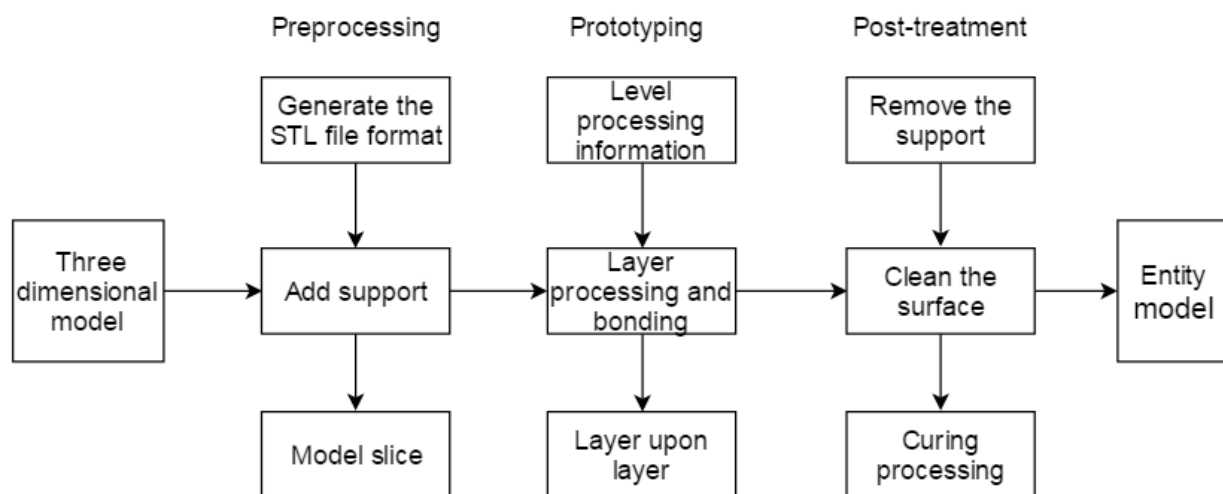 Preprocessing
Prototyping
Post-treatment
Generate the
STL file format
Level
processing
information
Remove the
support
Three
dimensional
model
Add support
Layer
processing and
bonding
Clean the
surface
Entity
model
Model slice
Layer upon
layer
Curing
processing